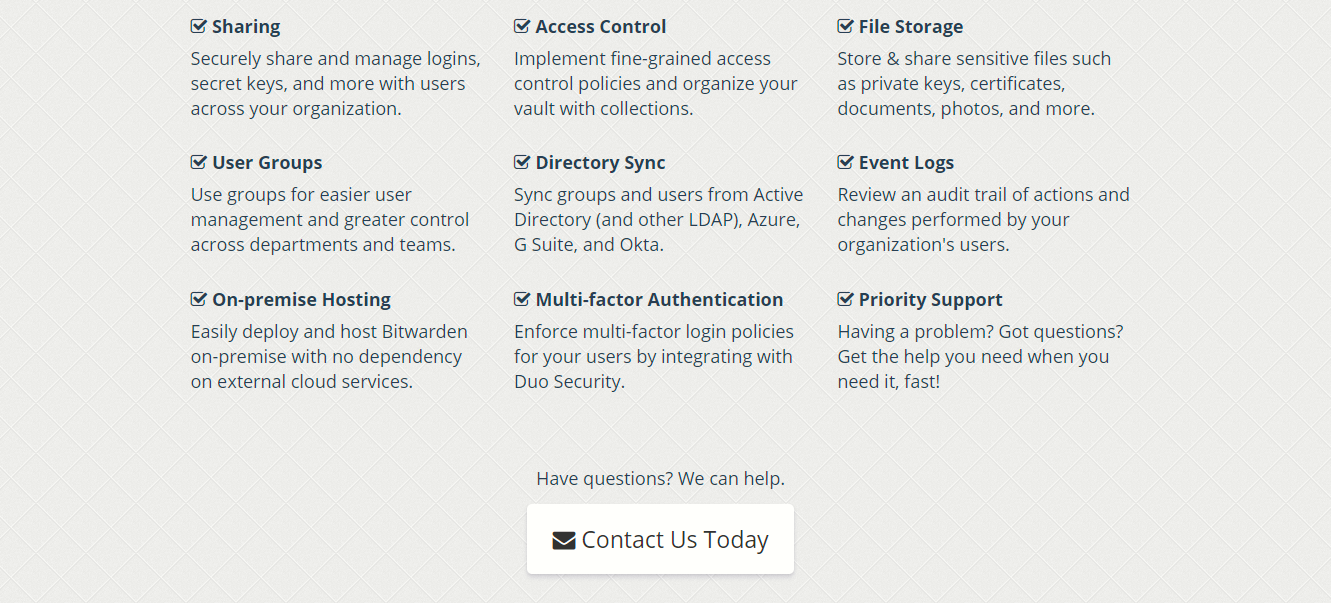 Sharing
Securely share and manage logins,
secret keys, and more with users
across your organization.
Access Control
Implement fine-grained access
control policies and organize your
vault with collections.
File Storage
Store & share sensitive files such
as private keys, certificates,
documents, photos, and more.
User Groups
Use groups for easier user
management and greater control
across departments and teams.
Directory Sync
Sync groups and users from Active
Directory (and other LDAP), Azure,
G Suite, and Okta.
Event Logs
Review an audit trail of actions and
changes performed by your
organization's users.
On-premise Hosting
Easily deploy and host Bitwarden
on-premise with no dependency
on external cloud services.
Multi-factor Authentication
Enforce multi-factor login policies
for your users by integrating with
Duo Security.
Priority Support
Having a problem? Got questions?
Get the help you need when you
need it, fast!
Have questions? We can help.
Contact Us Today